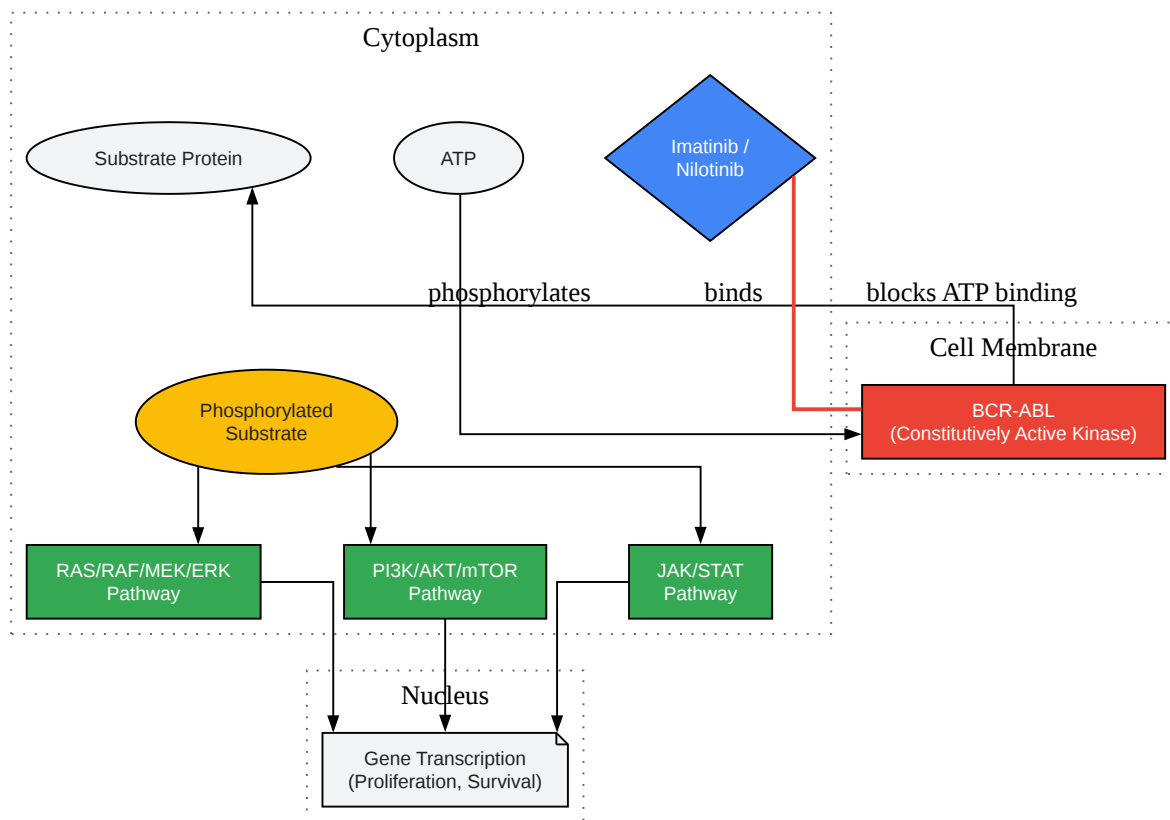 Cytoplasm
Substrate Protein
ATP
Imatinib /
Nilotinib
phosphorylates
binds
blocks ATP binding
Cell Membrane
BCR-ABL
(Constitutively Active Kinase)
Phosphorylated
Substrate
RAS/RAF/MEK/ERK
Pathway
PI3K/AKT/mTOR
Pathway
JAK/STAT
Pathway
Nucleus
Gene Transcription
(Proliferation, Survival)